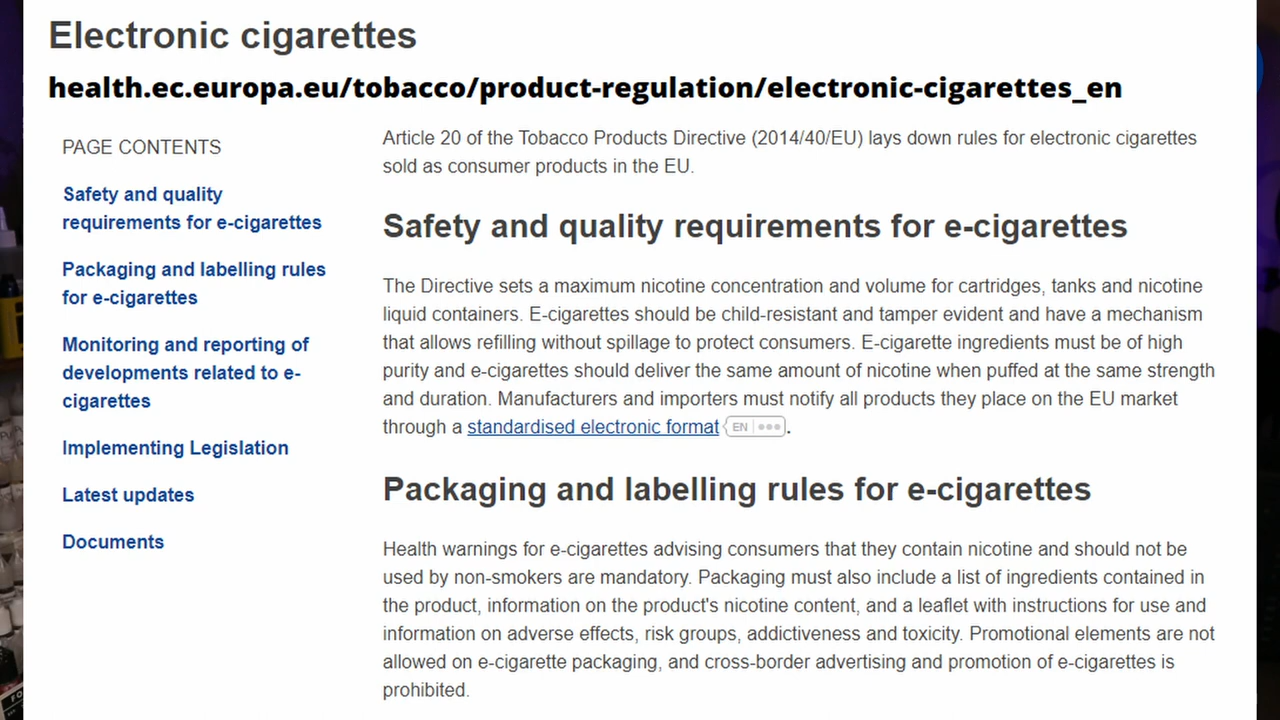 Electronic cigarettes
health.ec.europa.eu/tobacco/product-regulation/electronic-cigarettes_en
PAGE CONTENTS
Safety and quality
requirements for e-cigarettes
Packaging and labelling rules
for e-cigarettes
Monitoring and reporting of
developments related to e-
cigarettes
Implementing Legislation
Latest updates
Documents
Article 20 of the Tobacco Products Directive (2014/40/EU) lays down rules for electronic cigarettes
sold as consumer products in the EU.
Safety and quality requirements for e-cigarettes
The Directive sets a maximum nicotine concentration and volume for cartridges, tanks and nicotine
liquid containers. E-cigarettes should be child-resistant and tamper evident and have a mechanism
that allows refilling without spillage to protect consumers. E-cigarette ingredients must be of high
purity and e-cigarettes should deliver the same amount of nicotine when puffed at the same strength
and duration. Manufacturers and importers must notify all products they place on the EU market
through a standardised electronic format EN •••.
Packaging and labelling rules for e-cigarettes
Health warnings for e-cigarettes advising consumers that they contain nicotine and should not be
used by non-smokers are mandatory. Packaging must also include a list of ingredients contained in
the product, information on the product's nicotine content, and a leaflet with instructions for use and
information on adverse effects, risk groups, addictiveness and toxicity. Promotional elements are not
allowed on e-cigarette packaging, and cross-border advertising and promotion of e-cigarettes is
prohibited.